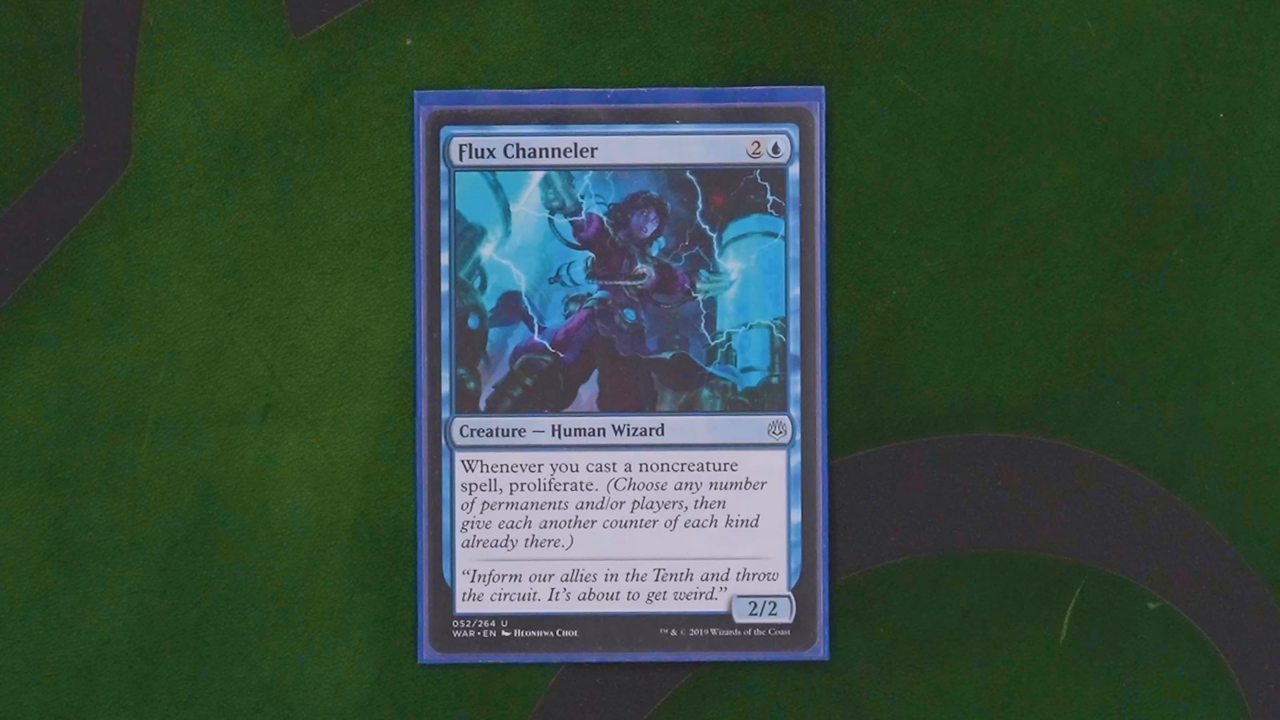 Flux Channeler 2
Creature — Human Wizard
Whenever you cast a noncreature
spell, proliferate. (Choose any number
of permanents and/or players, then
give each another counter of each kind
already there.)
“Inform our allies in the Tenth and throw
the circuit. It's about to get weird.”
2/2
052/264 U
WAR • EN Heonhwa Choe
™ & © 2019 Wizards of the Coast